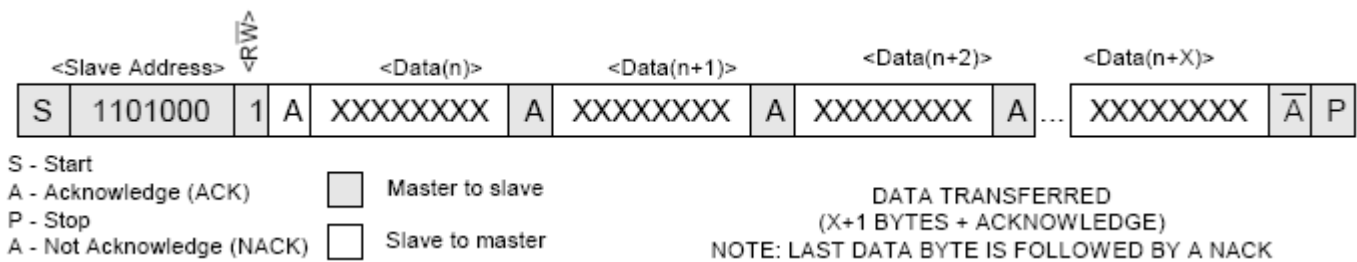 <Slave Address> <RW̅> <Data(n)> <Data(n+1)> <Data(n+2)> <Data(n+X)>
S 1101000 1 A XXXXXXXX A XXXXXXXX A XXXXXXXX A ... XXXXXXXX A̅ P
S - Start
A - Acknowledge (ACK)
P - Stop
A - Not Acknowledge (NACK)
Master to slave
Slave to master
DATA TRANSFERRED
(X+1 BYTES + ACKNOWLEDGE)
NOTE: LAST DATA BYTE IS FOLLOWED BY A NACK